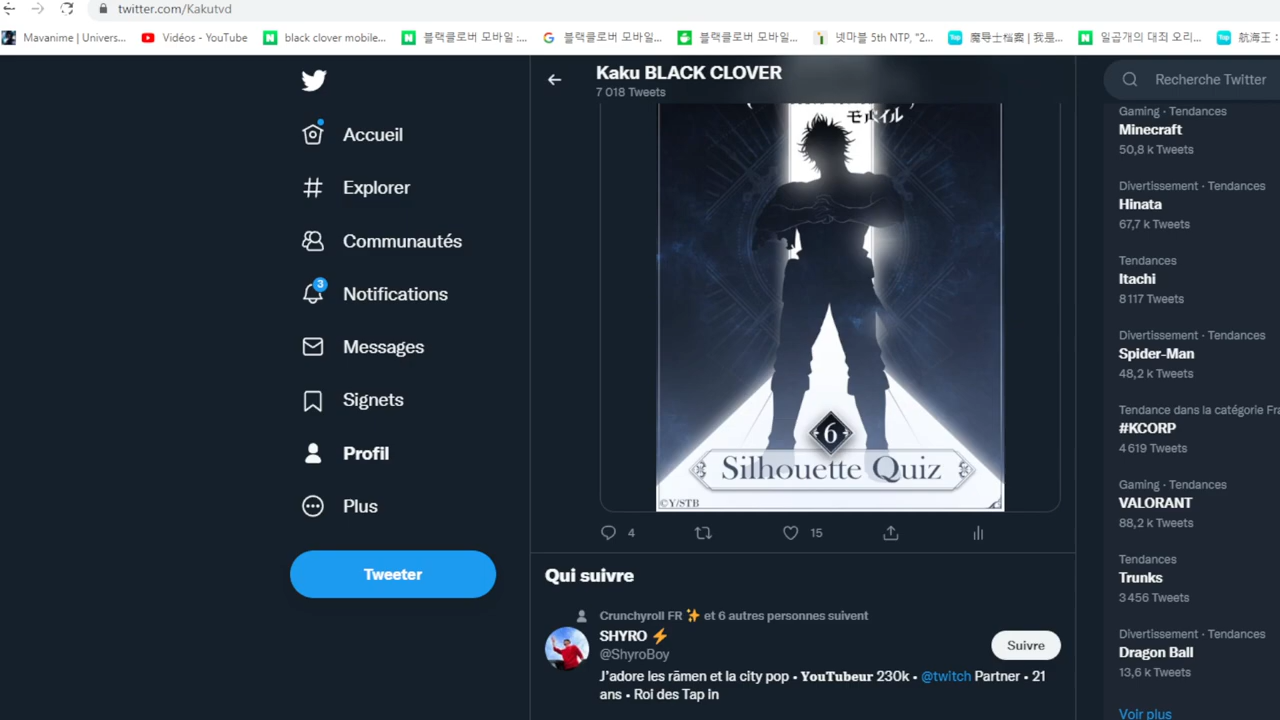 twitter.com/Kakutvd
Mavanime | Univers...
Vidéos - YouTube
black clover mobile...
블랙클로버 모바일 :...
블랙클로버 모바일...
블랙클로버 모바일...
넷마블 5th NTP, "2...
魔导士档案 | 我是...
일곱개의 대죄 오리...
航海王:
Kaku BLACK CLOVER
7 018 Tweets
Recherche Twitter
Accueil
Explorer
Communautés
3
Notifications
Messages
Signets
Profil
Plus
Tweeter
モバイル
6
Silhouette Quiz
©Y/STB
4
15
Qui suivre
Crunchyroll FR ✨ et 6 autres personnes suivent
SHYRO ⚡
@ShyroBoy
Suivre
J'adore les rāmen et la city pop • YouTubeur 230k • @twitch Partner • 21
ans • Roi des Tap in
Gaming · Tendances
Minecraft
50,8 k Tweets
Divertissement · Tendances
Hinata
67,7 k Tweets
Tendances
Itachi
8 117 Tweets
Divertissement · Tendances
Spider-Man
48,2 k Tweets
Tendance dans la catégorie Fra
#KCORP
4 619 Tweets
Gaming · Tendances
VALORANT
88,2 k Tweets
Tendances
Trunks
3 456 Tweets
Divertissement · Tendances
Dragon Ball
13,6 k Tweets
Voir plus